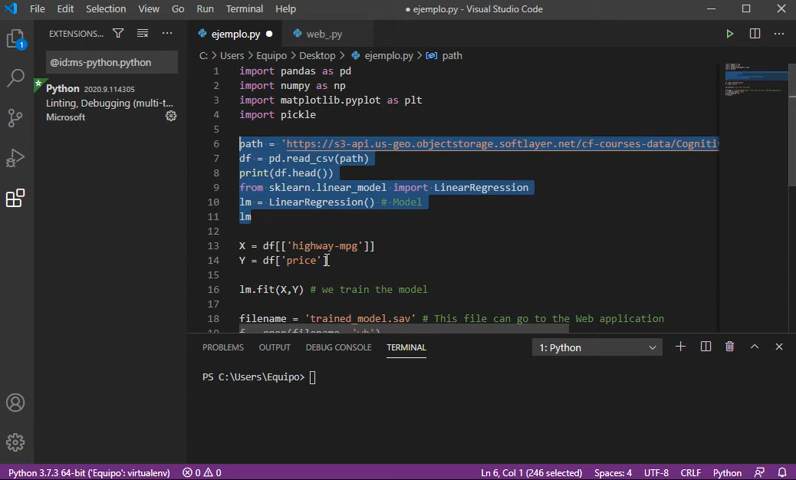 File Edit Selection View Go Run Terminal Help
● ejemplo.py - Visual Studio Code
EXTENSIONS...
ejemplo.py ●
web_.py
@id:ms-python.python
C: > Users > Equipo > Desktop > ejemplo.py > path
Python 2020.9.114305
Linting, Debugging (multi-t...
Microsoft
1 import pandas as pd
2 import numpy as np
3 import matplotlib.pyplot as plt
4 import pickle
5
6 path = 'https://s3-api.us-geo.objectstorage.softlayer.net/cf-courses-data/Cogniti
7 df = pd.read_csv(path)
8 print(df.head())
9 from sklearn.linear_model import LinearRegression
10 lm = LinearRegression() # Model
11 lm
12
13 X = df[['highway-mpg']]
14 Y = df['price']
15
16 lm.fit(X,Y) # we train the model
17
18 filename = 'trained_model.sav' # This file can go to the Web application
PROBLEMS OUTPUT DEBUG CONSOLE TERMINAL 1: Python
PS C:\Users\Equipo>
1
Python 3.7.3 64-bit ('Equipo': virtualenv) 0 0 Ln 6, Col 1 (246 selected) Spaces: 4 UTF-8 CRLF Python